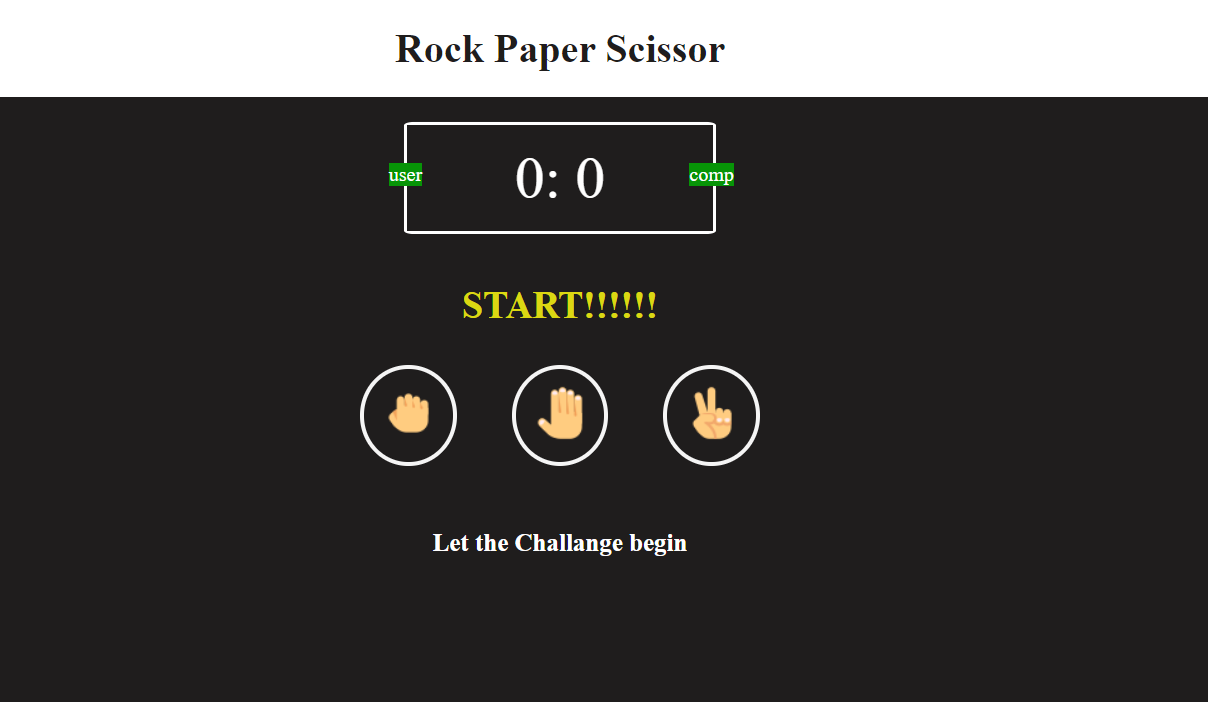 Rock Paper Scissor
user
0: 0
comp
START!!!!!!
Let the Challange begin